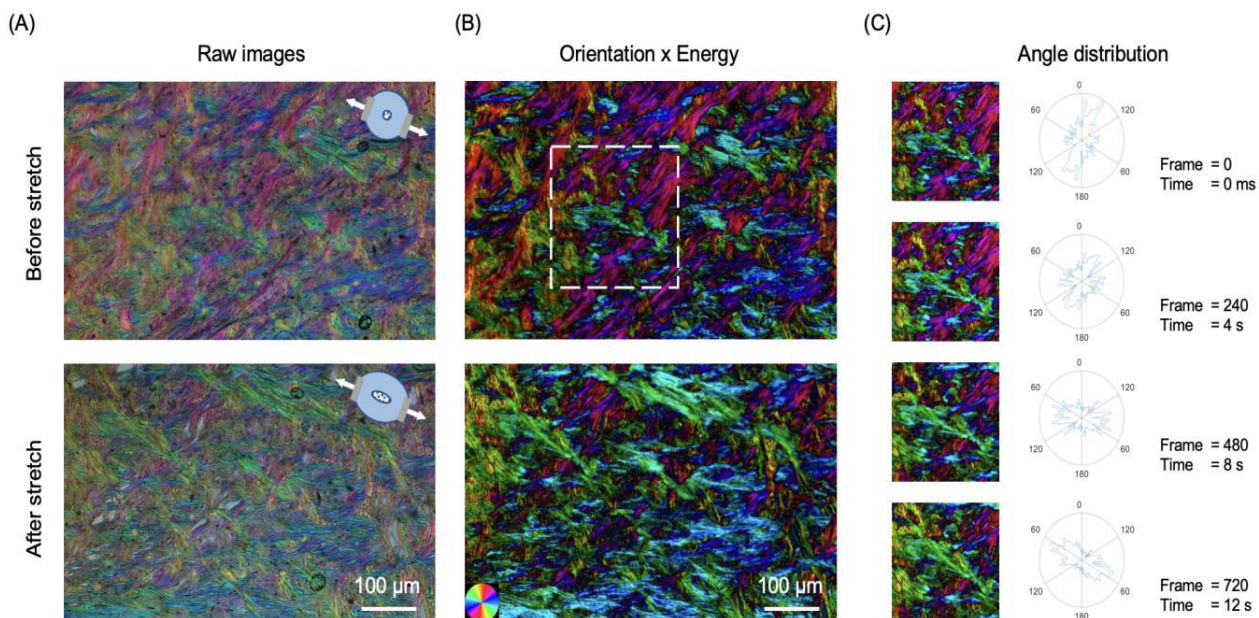 (A)
Raw images
(B)
Orientation x Energy
(C)
Angle distribution
Before stretch
0
60
120
120
60
180
Frame = 0
Time = 0 ms
0
60
120
120
60
180
Frame = 240
Time = 4 s
After stretch
100 µm
100 µm
0
60
120
120
60
180
Frame = 480
Time = 8 s
0
60
120
120
60
180
Frame = 720
Time = 12 s